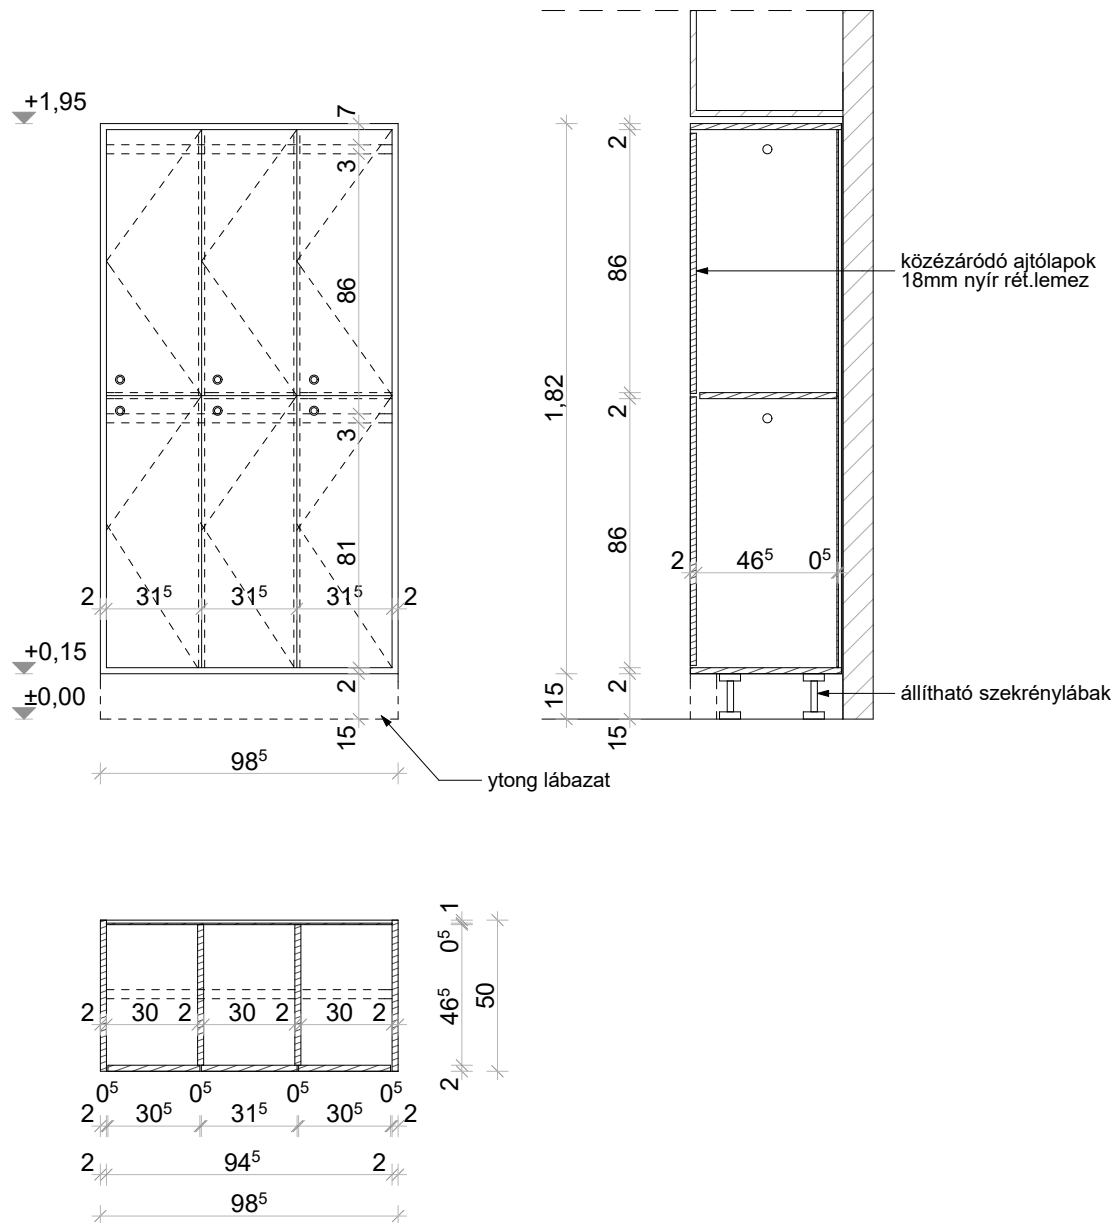 +1,95
7
3
86
3
81
2 31⁵ 31⁵ 31⁵ 2
+0,15
±0,00
2
15
98⁵
ytong lábazat
2
86
1,82
2
86
2 46⁵ 0⁵
15
2
15
közézáródó ajtólapok
18mm nyír rét.lemez
állítható szekrénylábak
1
0⁵
46⁵
50
2
2 30 2 30 2 30 2
0⁵ 0⁵ 0⁵ 0⁵
2 30⁵ 31⁵ 30⁵ 2
2 94⁵ 2
98⁵